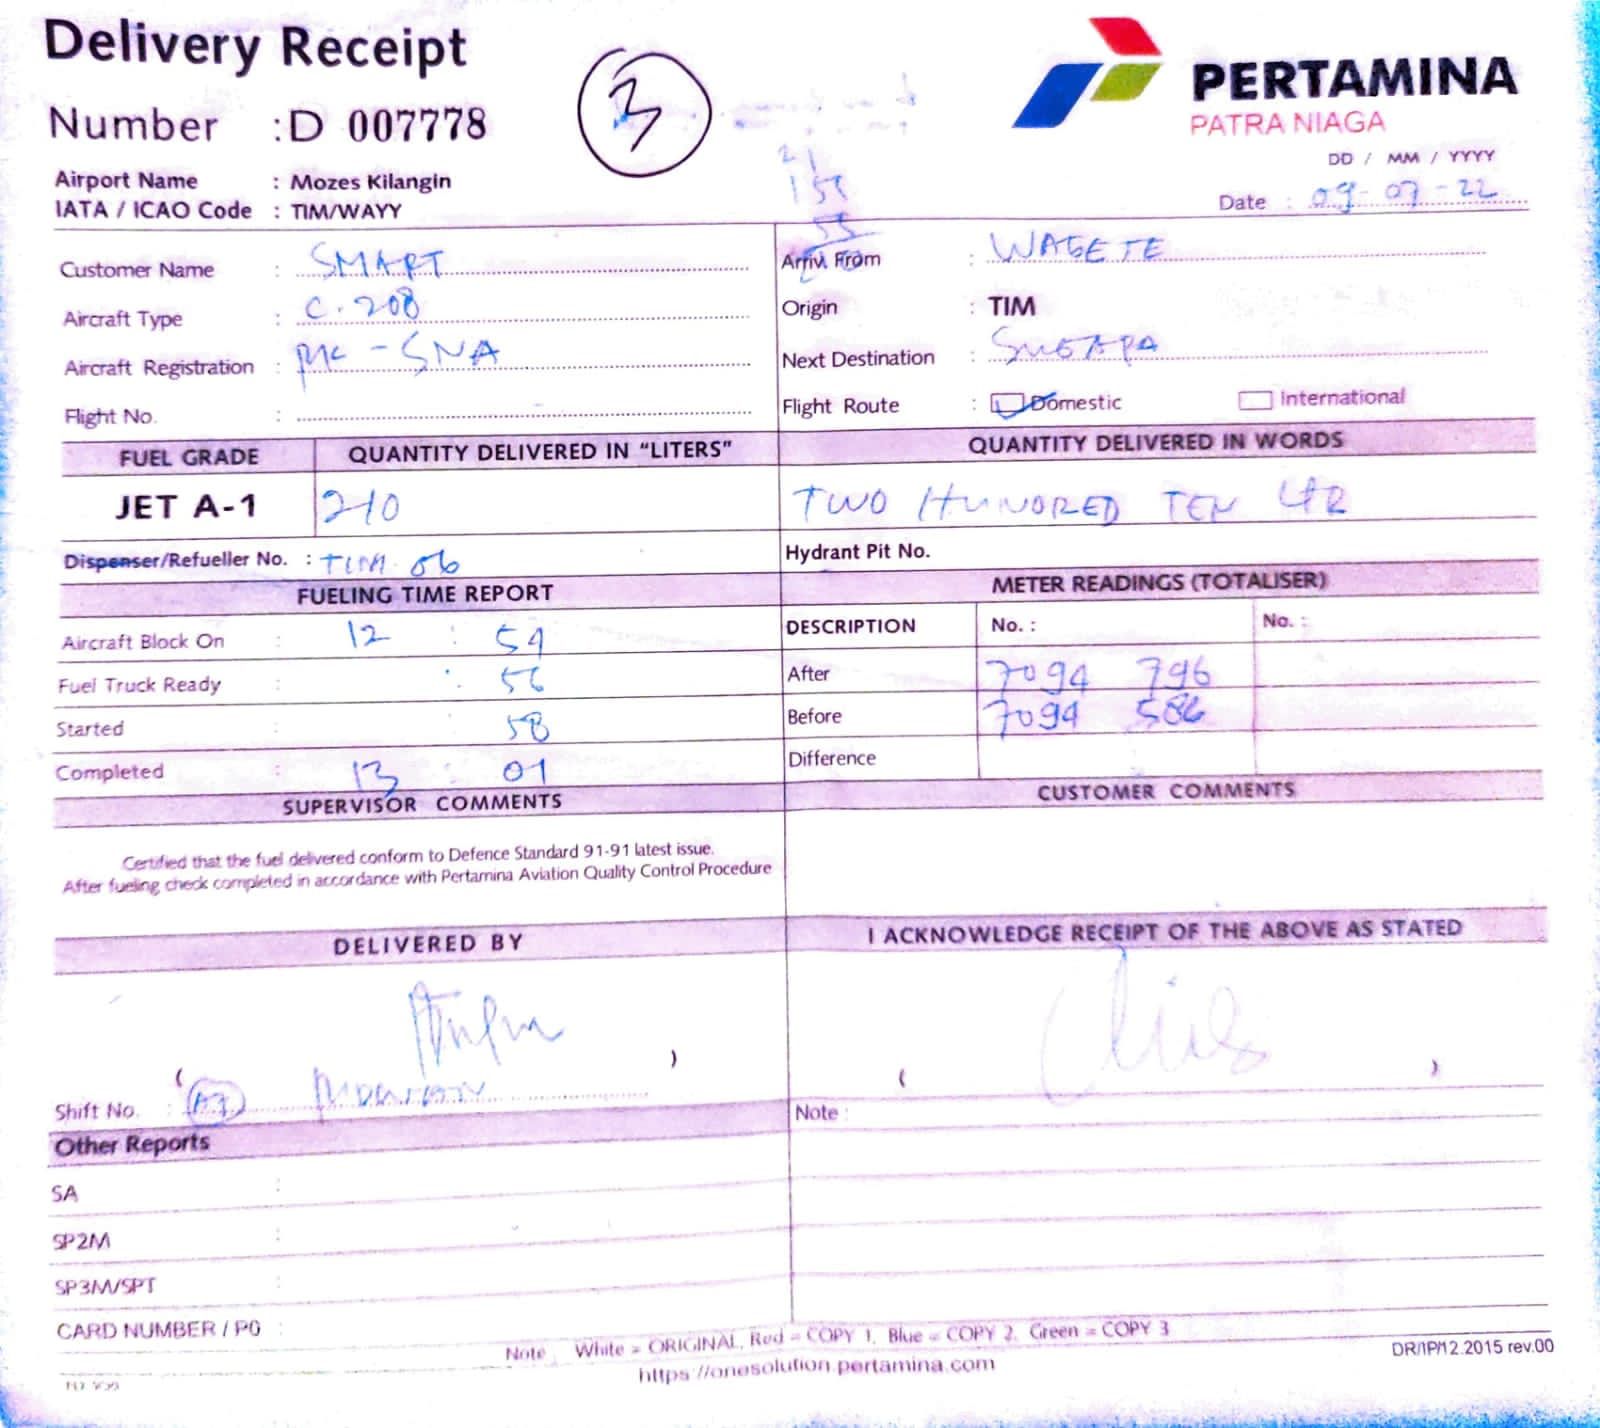 Delivery Receipt
3
PERTAMINA
PATRA NIAGA
Number : D 007778
DD / MM / YYYY
Airport Name : Mozes Kilangin
IATA / ICAO Code : TIM/WAYY
Date : 09-07-22
Customer Name : SMART
Arriv. From : WAGETE
Aircraft Type : C.208
Origin : TIM
Aircraft Registration : PK-SNA
Next Destination :
Flight No. :
Flight Route : Domestic International
FUEL GRADE QUANTITY DELIVERED IN "LITERS" QUANTITY DELIVERED IN WORDS
JET A-1 210 TWO HUNDRED TEN LTR
Dispenser/Refueller No. : TIM.06 Hydrant Pit No.
FUELING TIME REPORT METER READINGS (TOTALISER)
DESCRIPTION No. : No. :
Aircraft Block On : 12 : 54
Fuel Truck Ready : : 56
After 7094 796
Started : 58
Before 7094 586
Completed : 13 : 01
Difference
SUPERVISOR COMMENTS CUSTOMER COMMENTS
Certified that the fuel delivered conform to Defence Standard 91-91 latest issue.
After fueling check completed in accordance with Pertamina Aviation Quality Control Procedure
DELIVERED BY I ACKNOWLEDGE RECEIPT OF THE ABOVE AS STATED
( ) ( )
Shift No. :
Note :
Other Reports
SA :
SP2M :
SP3M/SPT :
CARD NUMBER / PO :
Note White = ORIGINAL, Red = COPY 1, Blue = COPY 2, Green = COPY 3
https://onesolution.pertamina.com
DR/IP/12.2015 rev.00